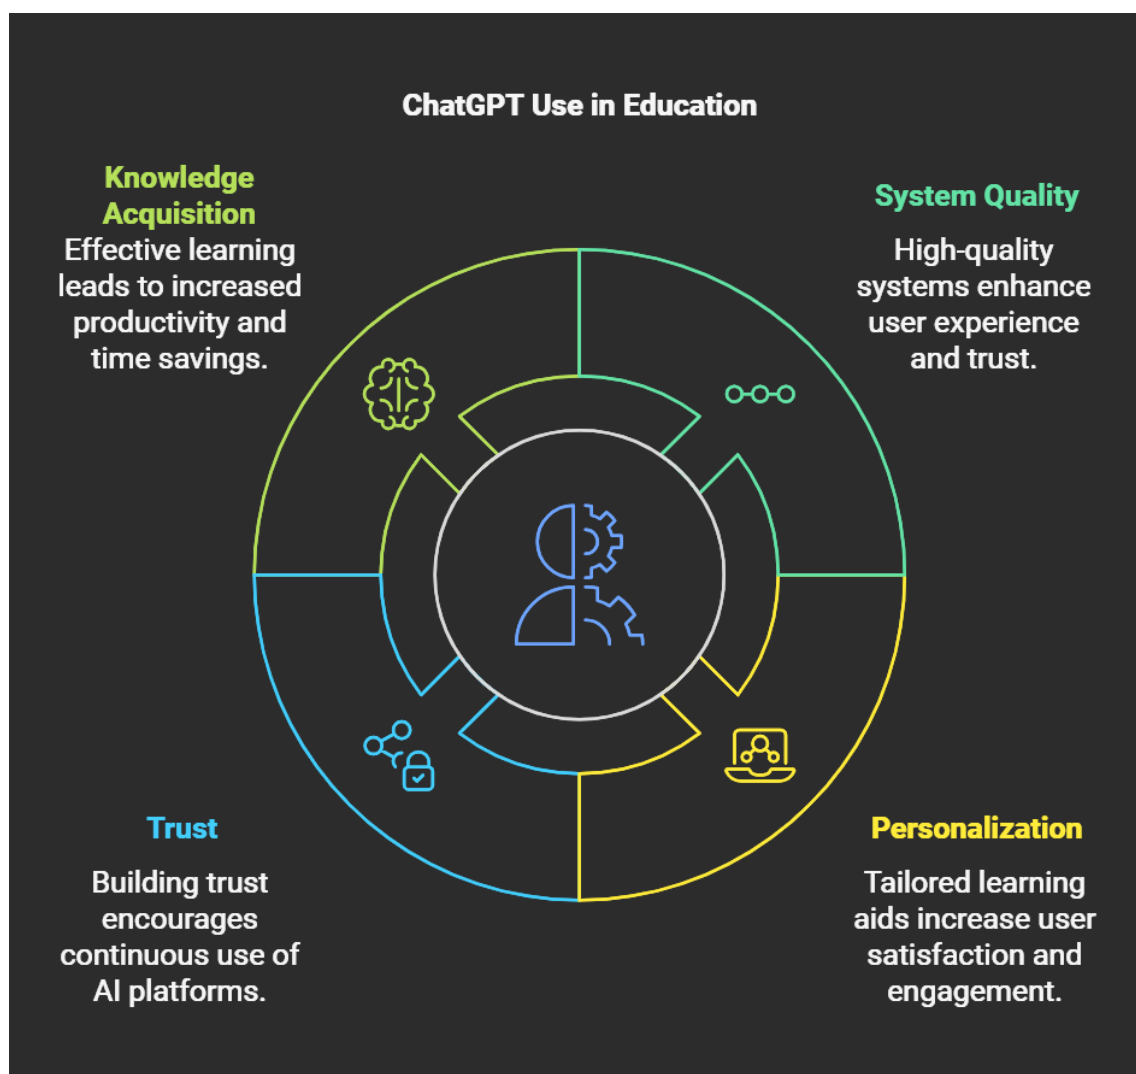 ChatGPT Use in Education
Knowledge
Acquisition
Effective learning
leads to increased
productivity and
time savings.
System Quality
High-quality
systems enhance
user experience
and trust.
Trust
Building trust
encourages
continuous use of
AI platforms.
Personalization
Tailored learning
aids increase user
satisfaction and
engagement.